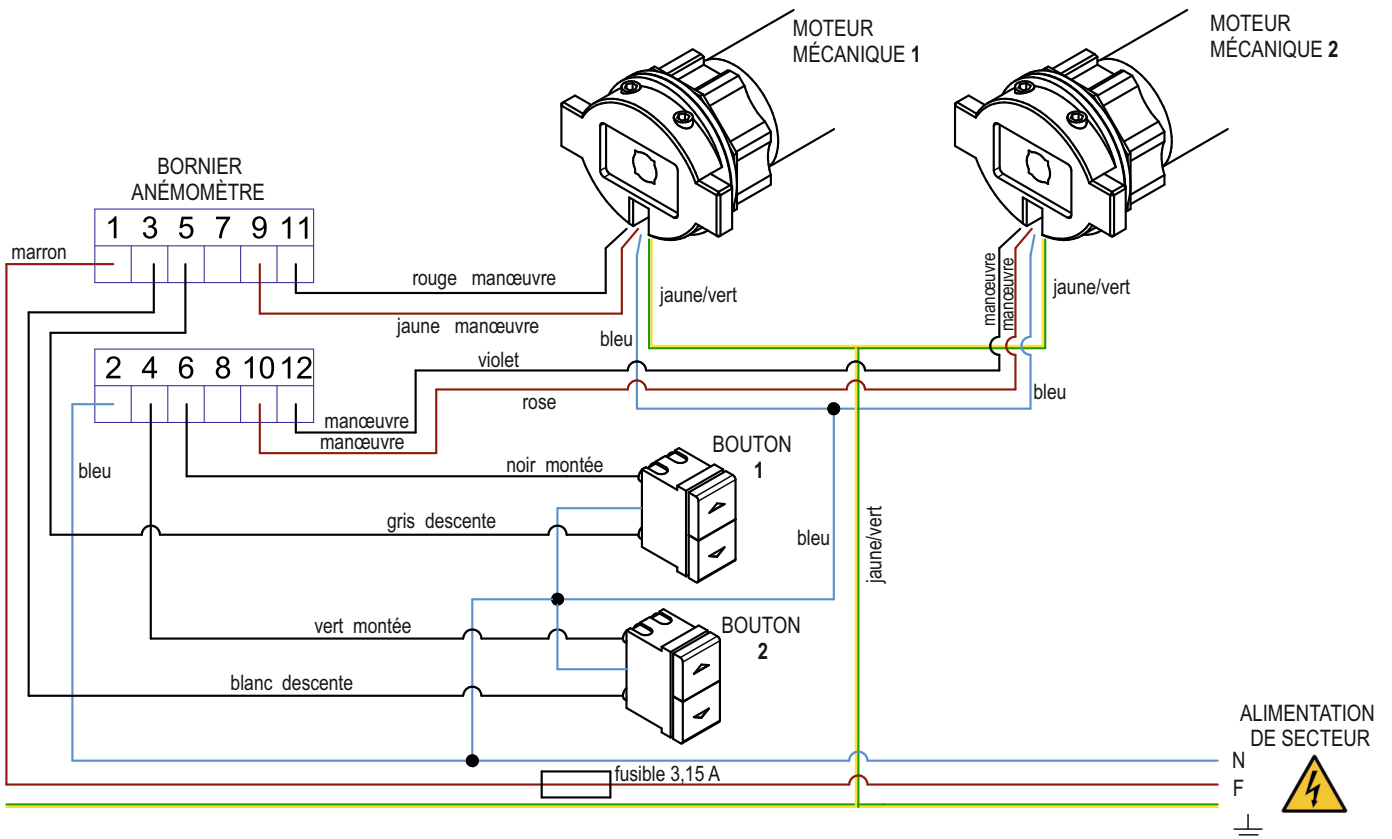 MOTEUR
MÉCANIQUE 1
MOTEUR
MÉCANIQUE 2
BORNIER
ANÉMOMÈTRE
1 3 5 7 9 11
marron
rouge manœuvre
jaune manœuvre
jaune/vert
bleu
manœuvre
manœuvre
jaune/vert
2 4 6 8 10 12
violet
rose
bleu
manœuvre
manœuvre
bleu
noir montée
BOUTON
1
gris descente
bleu
jaune/vert
vert montée
BOUTON
2
blanc descente
ALIMENTATION
DE SECTEUR
N
fusible 3,15 A
F